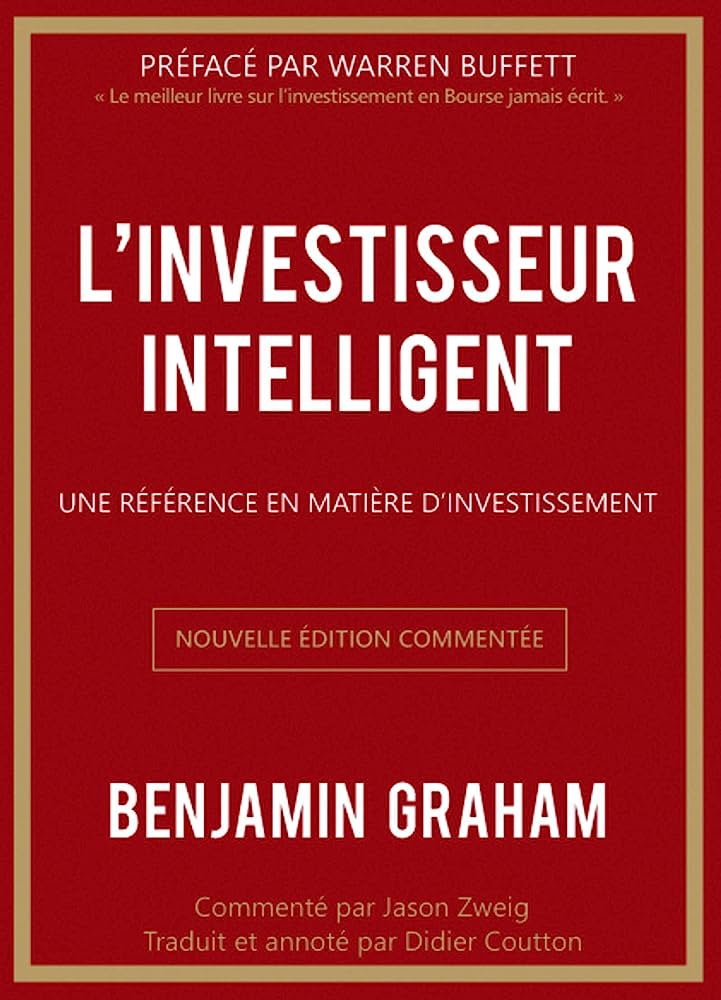 PRÉFACÉ PAR WARREN BUFFETT
« Le meilleur livre sur l'investissement en Bourse jamais écrit. »
L'INVESTISSEUR
INTELLIGENT
UNE RÉFÉRENCE EN MATIÈRE D'INVESTISSEMENT
NOUVELLE ÉDITION COMMENTÉE
BENJAMIN GRAHAM
Commenté par Jason Zweig
Traduit et annoté par Didier Coutton